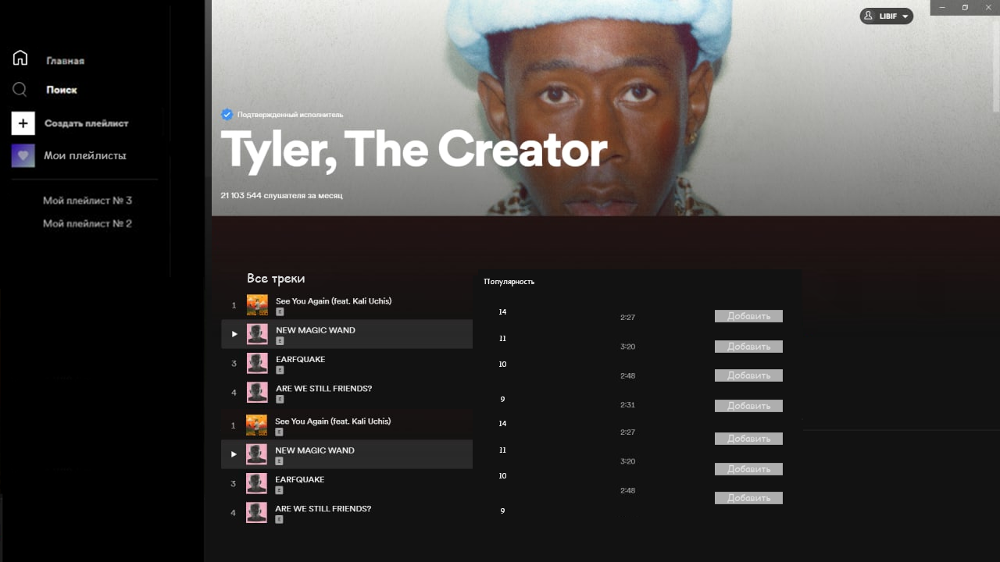 LIBIF
Главная
Поиск
Создать плейлист
Мои плейлисты
Мой плейлист № 3
Мой плейлист № 2
Подтвержденный исполнитель
Tyler, The Creator
21 103 544 слушателя за месяц
Все треки
Популярность
1 See You Again (feat. Kali Uchis) 14 2:27 Добавить
E
NEW MAGIC WAND 11 3:20 Добавить
E
3 EARFQUAKE 10 2:48 Добавить
E
4 ARE WE STILL FRIENDS? 9 2:31 Добавить
E
1 See You Again (feat. Kali Uchis) 14 2:27 Добавить
E
NEW MAGIC WAND 11 3:20 Добавить
E
3 EARFQUAKE 10 2:48 Добавить
E
4 ARE WE STILL FRIENDS? 9
E